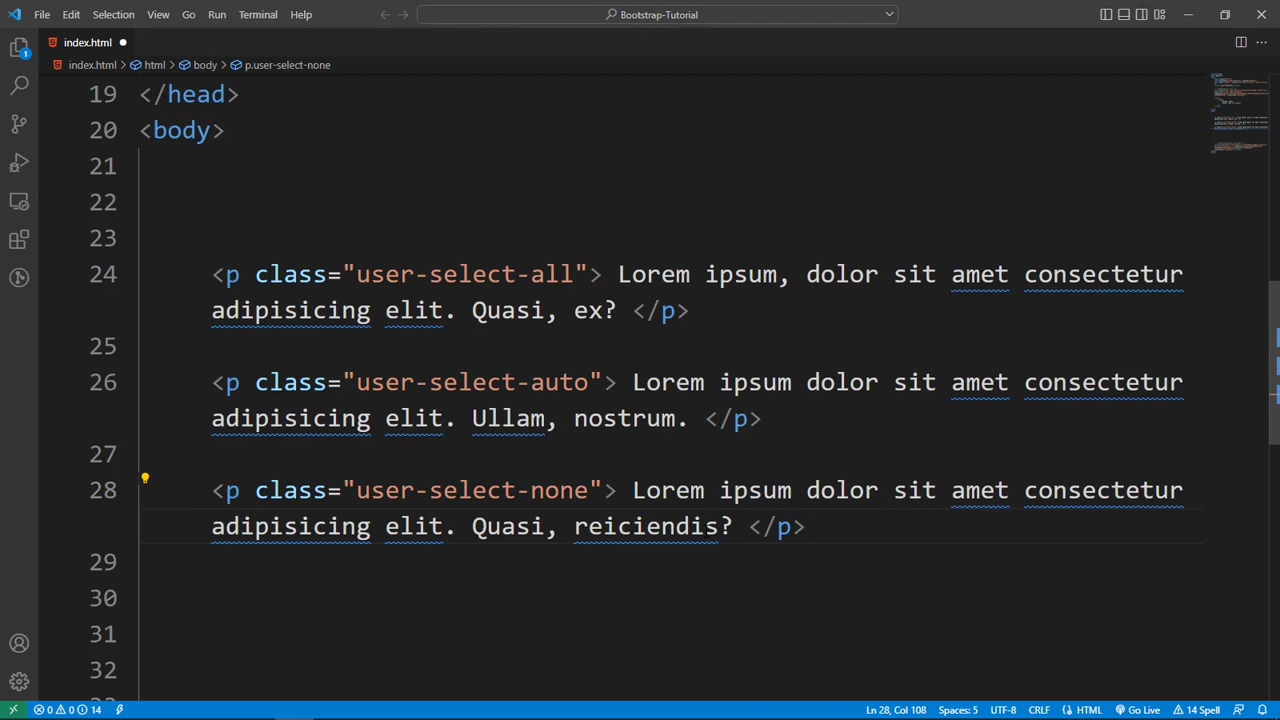 File Edit Selection View Go Run Terminal Help
Bootstrap-Tutorial
index.html
index.html > html > body > p.user-select-none
1
19 </head>
20 <body>
21
22
23
24 <p class="user-select-all"> Lorem ipsum, dolor sit amet consectetur
adipisicing elit. Quasi, ex? </p>
25
26 <p class="user-select-auto"> Lorem ipsum dolor sit amet consectetur
adipisicing elit. Ullam, nostrum. </p>
27
28 <p class="user-select-none"> Lorem ipsum dolor sit amet consectetur
adipisicing elit. Quasi, reiciendis? </p>
29
30
31
32
0 0 14 Ln 28, Col 108 Spaces: 5 UTF-8 CRLF HTML Go Live 14 Spell